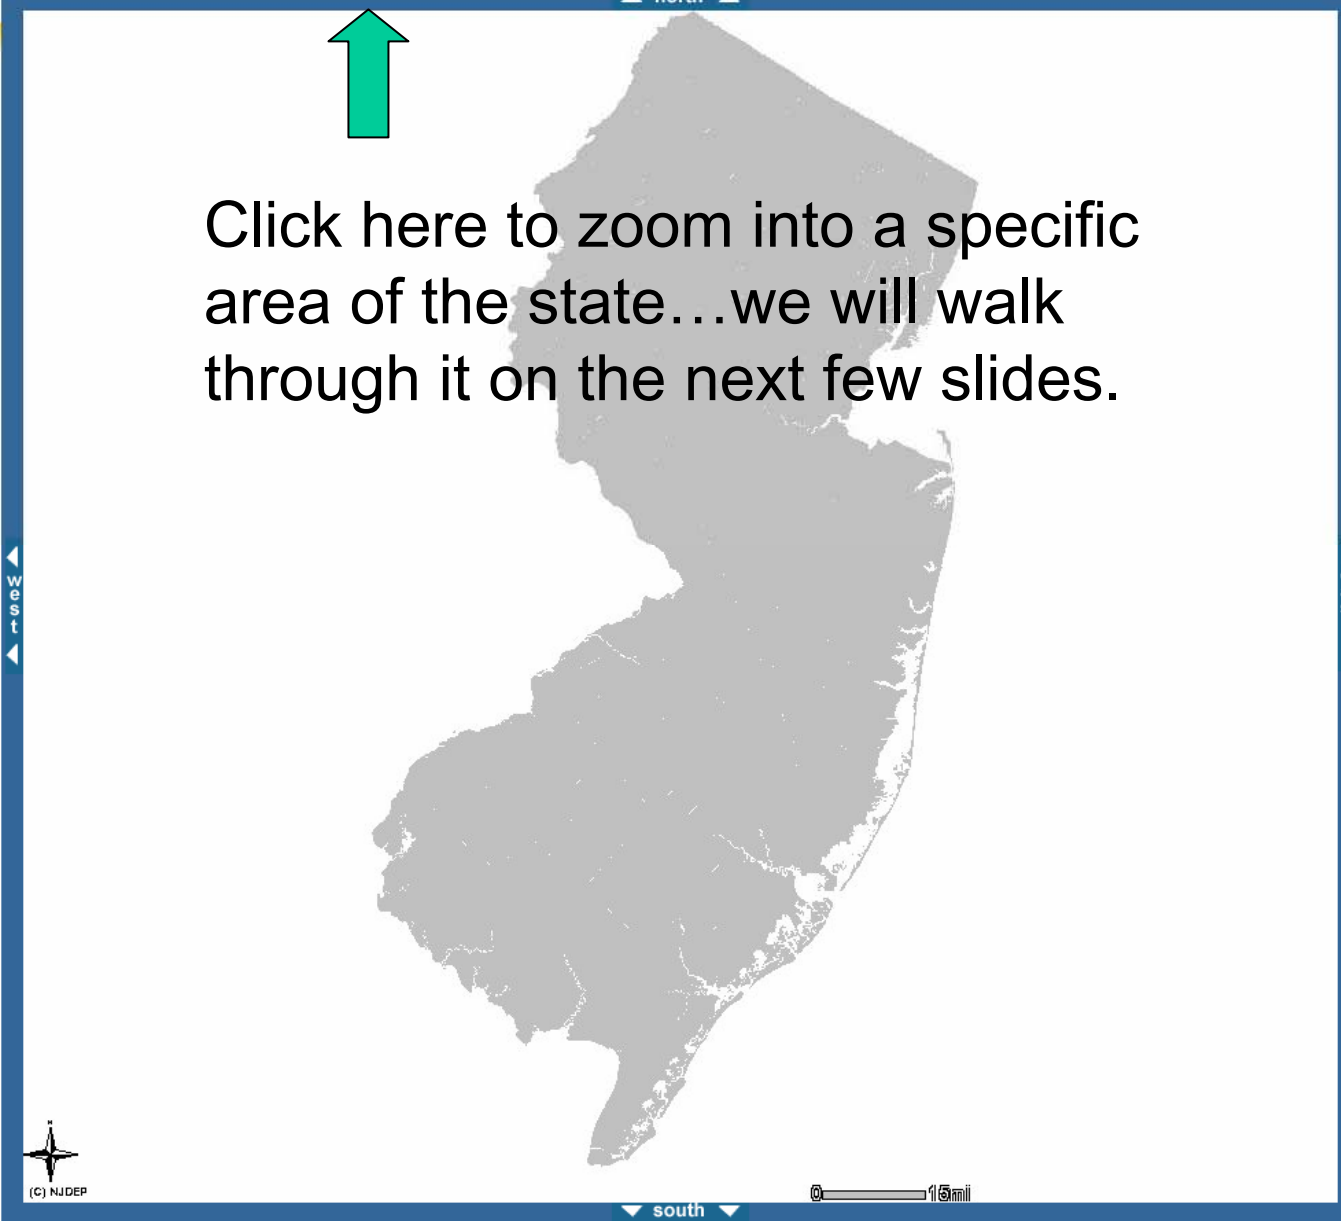 north
Click here to zoom into a specific
area of the state…we will walk
through it on the next few slides.
west
N
(C) NJDEP
0 15mi
south